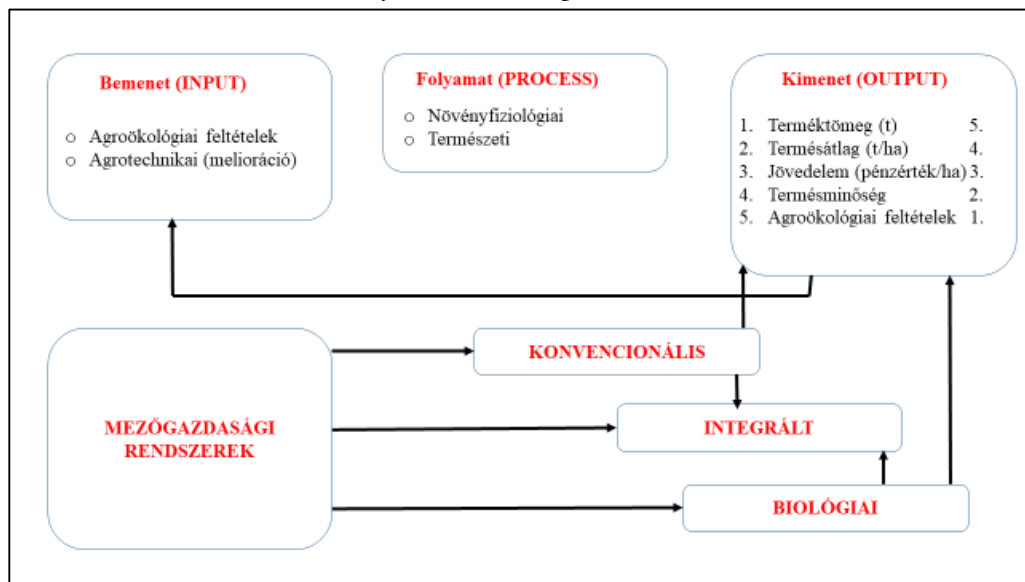 Bemenet (INPUT)
o Agroökológiai feltételek
o Agrotechnikai (melioráció)
Folyamat (PROCESS)
o Növényfiziológiai
o Természeti
Kimenet (OUTPUT)
1. Terméktömeg (t) 5.
2. Termésátlag (t/ha) 4.
3. Jövedelem (pénzérték/ha) 3.
4. Termésminőség 2.
5. Agroökológiai feltételek 1.
KONVENCIONÁLIS
MEZŐGAZDASÁGI
RENDSZEREK
INTEGRÁLT
BIOLÓGIAI